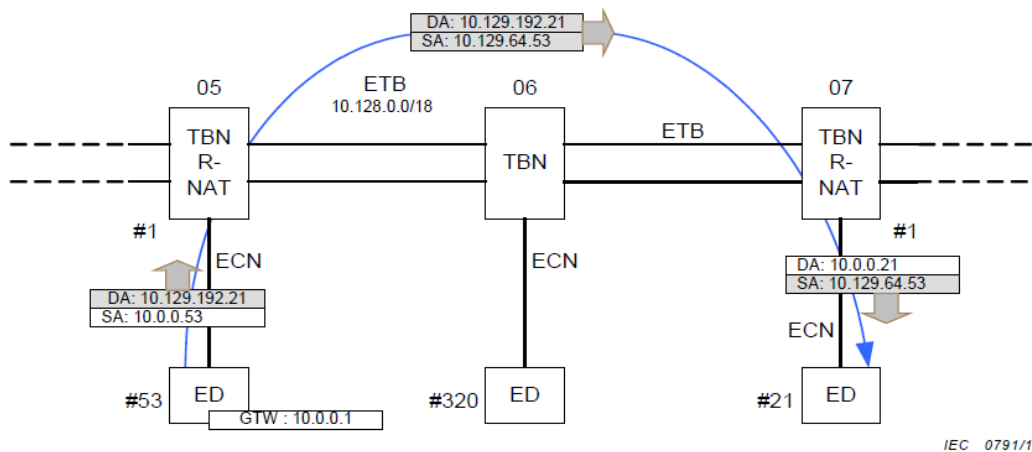 DA: 10.129.192.21
SA: 10.129.64.53
05
ETB
10.128.0.0/18
06
07
TBN
R-
NAT
TBN
ETB
TBN
R-
NAT
#1
ECN
ECN
#1
DA: 10.129.192.21
SA: 10.0.0.53
DA: 10.0.0.21
SA: 10.129.64.53
ECN
#53
ED
GTW : 10.0.0.1
#320
ED
#21
ED
IEC 0791/1